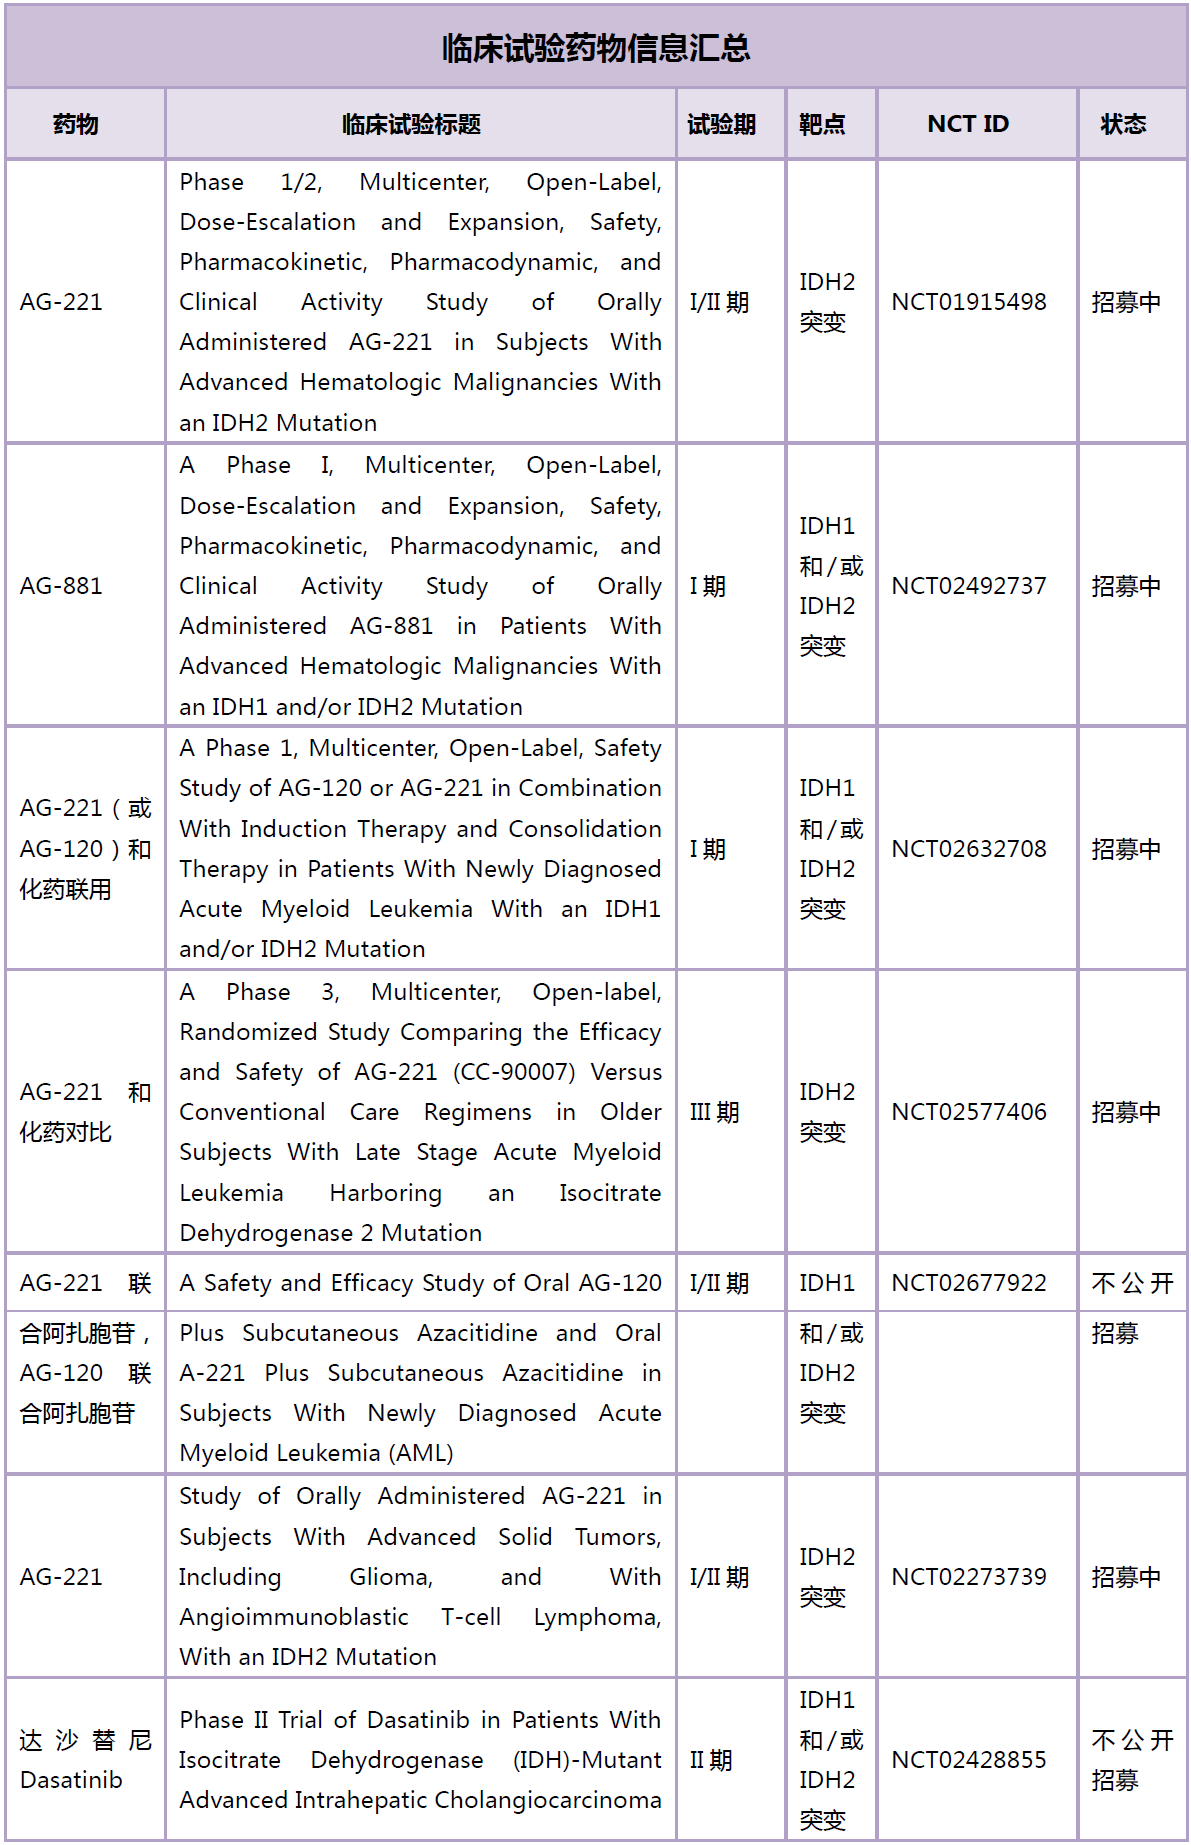 临床试验药物信息汇总
药物
临床试验标题
试验期
靶点
NCT ID
状态
AG-221
Phase 1/2, Multicenter, Open-Label,
Dose-Escalation and Expansion, Safety,
Pharmacokinetic, Pharmacodynamic, and
Clinical Activity Study of Orally
Administered AG-221 in Subjects With
Advanced Hematologic Malignancies With
an IDH2 Mutation
I/II 期
IDH2
突变
NCT01915498
招募中
AG-881
A Phase I, Multicenter, Open-Label,
Dose-Escalation and Expansion, Safety,
Pharmacokinetic, Pharmacodynamic, and
Clinical Activity Study of Orally
Administered AG-881 in Patients With
Advanced Hematologic Malignancies With
an IDH1 and/or IDH2 Mutation
I 期
IDH1
和/或
IDH2
突变
NCT02492737
招募中
AG-221（或
AG-120）和
化药联用
A Phase 1, Multicenter, Open-Label, Safety
Study of AG-120 or AG-221 in Combination
With Induction Therapy and Consolidation
Therapy in Patients With Newly Diagnosed
Acute Myeloid Leukemia With an IDH1
and/or IDH2 Mutation
I 期
IDH1
和/或
IDH2
突变
NCT02632708
招募中
AG-221 和
化药对比
A Phase 3, Multicenter, Open-label,
Randomized Study Comparing the Efficacy
and Safety of AG-221 (CC-90007) Versus
Conventional Care Regimens in Older
Subjects With Late Stage Acute Myeloid
Leukemia Harboring an Isocitrate
Dehydrogenase 2 Mutation
III 期
IDH2
突变
NCT02577406
招募中
AG-221 联
A Safety and Efficacy Study of Oral AG-120
I/II 期
IDH1
NCT02677922
不公开
合阿扎胞苷，
AG-120 联
合阿扎胞苷
Plus Subcutaneous Azacitidine and Oral
A-221 Plus Subcutaneous Azacitidine in
Subjects With Newly Diagnosed Acute
Myeloid Leukemia (AML)
和/或
IDH2
突变
招募
AG-221
Study of Orally Administered AG-221 in
Subjects With Advanced Solid Tumors,
Including Glioma, and With
Angioimmunoblastic T-cell Lymphoma,
With an IDH2 Mutation
I/II 期
IDH2
突变
NCT02273739
招募中
达沙替尼
Dasatinib
Phase II Trial of Dasatinib in Patients With
Isocitrate Dehydrogenase (IDH)-Mutant
Advanced Intrahepatic Cholangiocarcinoma
II 期
IDH1
和/或
IDH2
突变
NCT02428855
不公开
招募